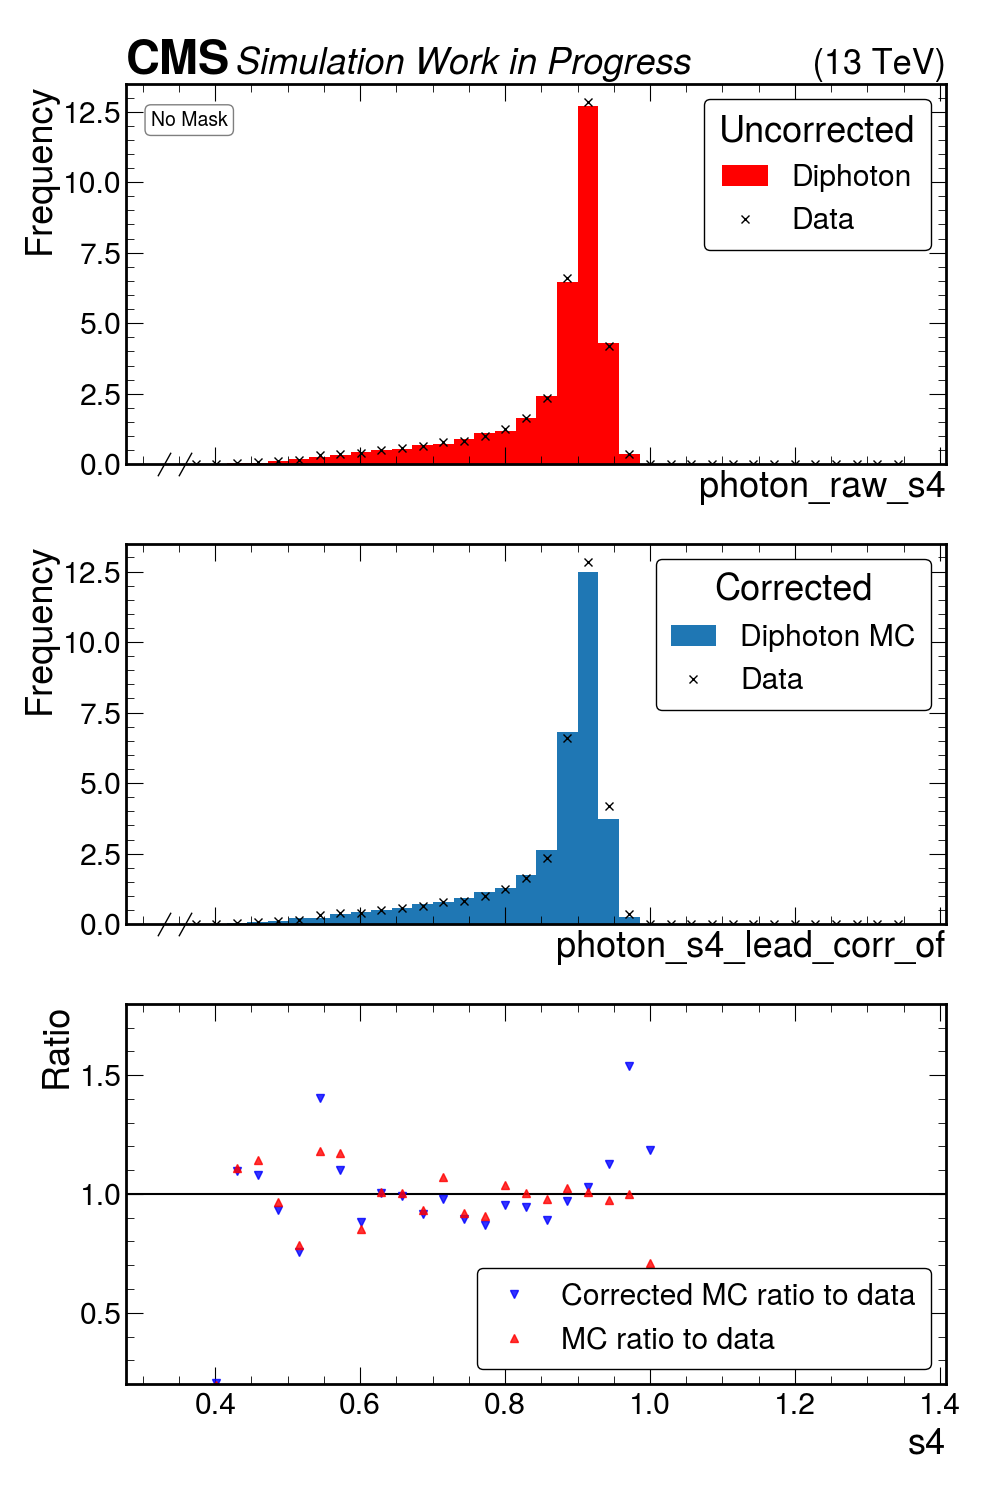 CMS Simulation Work in Progress (13 TeV)
Frequency
12.5
10.0
7.5
5.0
2.5
0.0
No Mask
Uncorrected
Diphoton
Data
photon_raw_s4
Frequency
12.5
10.0
7.5
5.0
2.5
0.0
Corrected
Diphoton MC
Data
photon_s4_lead_corr_of
Ratio
1.5
1.0
0.5
Corrected MC ratio to data
MC ratio to data
0.4 0.6 0.8 1.0 1.2 1.4
s4